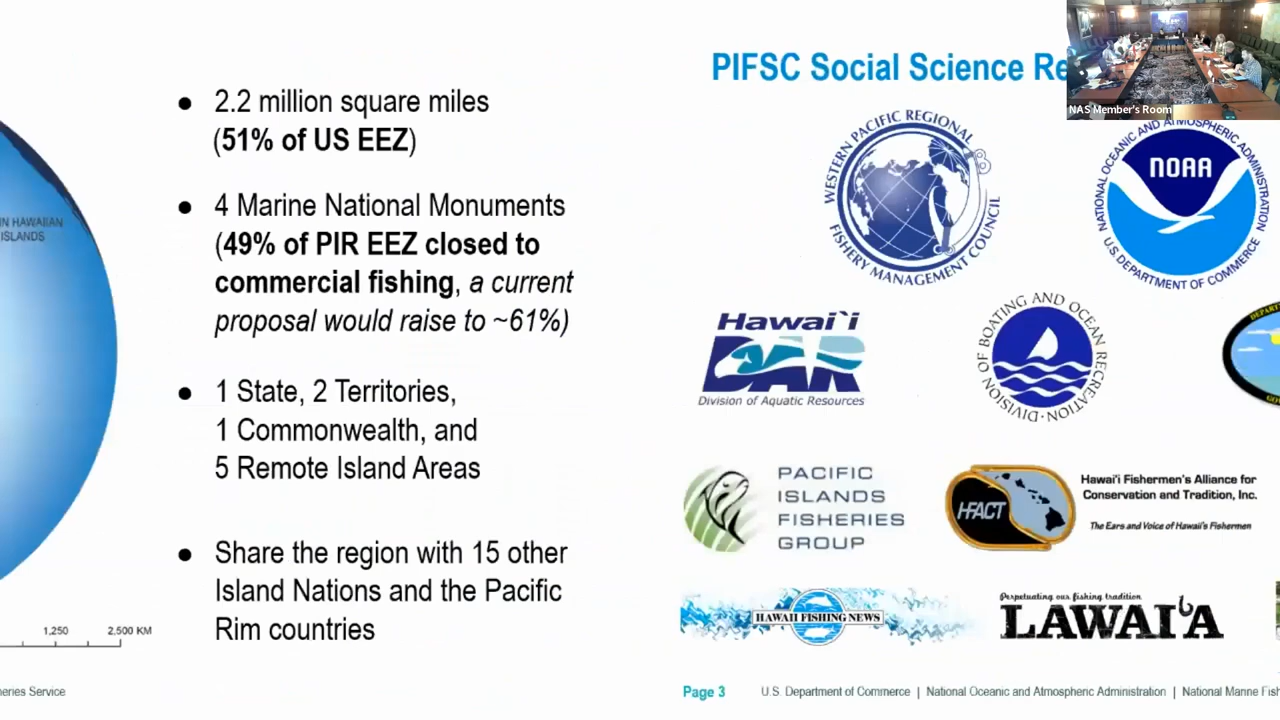 IN HAWAIIAN
ISLANDS
1,250 2,500 KM
eries Service
● 2.2 million square miles
(51% of US EEZ)
● 4 Marine National Monuments
(49% of PIR EEZ closed to
commercial fishing, a current
proposal would raise to ~61%)
● 1 State, 2 Territories,
1 Commonwealth, and
5 Remote Island Areas
● Share the region with 15 other
Island Nations and the Pacific
Rim countries
PIFSC Social Science Re
NAS Member's Room
WESTERN PACIFIC REGIONAL
FISHERY MANAGEMENT COUNCIL
NATIONAL OCEANIC AND ATMOSPHERIC ADMINISTRATION
NOAA
U.S. DEPARTMENT OF COMMERCE
Hawai`i
DAR
Division of Aquatic Resources
DIVISION OF BOATING AND OCEAN RECREATION
PACIFIC
ISLANDS
FISHERIES
GROUP
HFACT
Hawai'i Fishermen's Alliance for
Conservation and Tradition, Inc.
The Ears and Voice of Hawaii's Fishermen
HAWAII FISHING NEWS
Perpetuating our fishing tradition
LAWAI'A
Page 3 U.S. Department of Commerce | National Oceanic and Atmospheric Administration | National Marine Fish